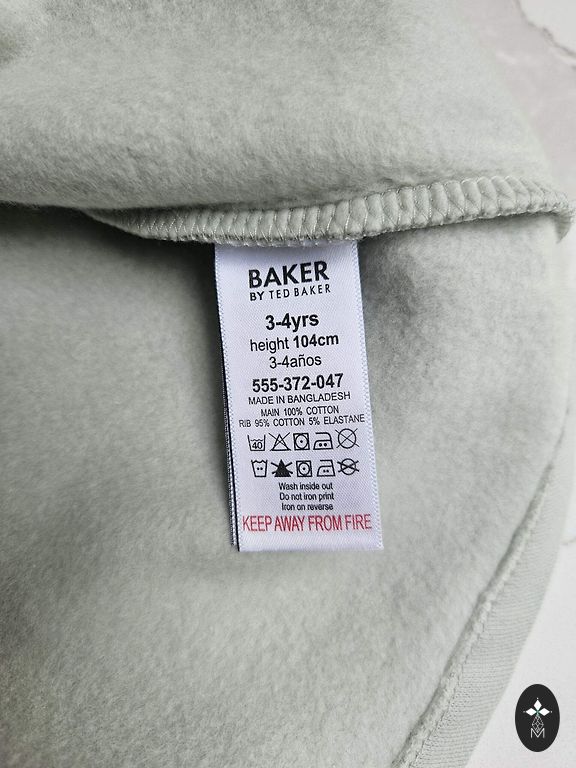 BAKER
BY TED BAKER
3-4yrs
height 104cm
3-4años
555-372-047
MADE IN BANGLADESH
MAIN 100% COTTON
RIB 95% COTTON 5% ELASTANE
40
Wash inside out
Do not iron print
Iron on reverse
KEEP AWAY FROM FIRE
M